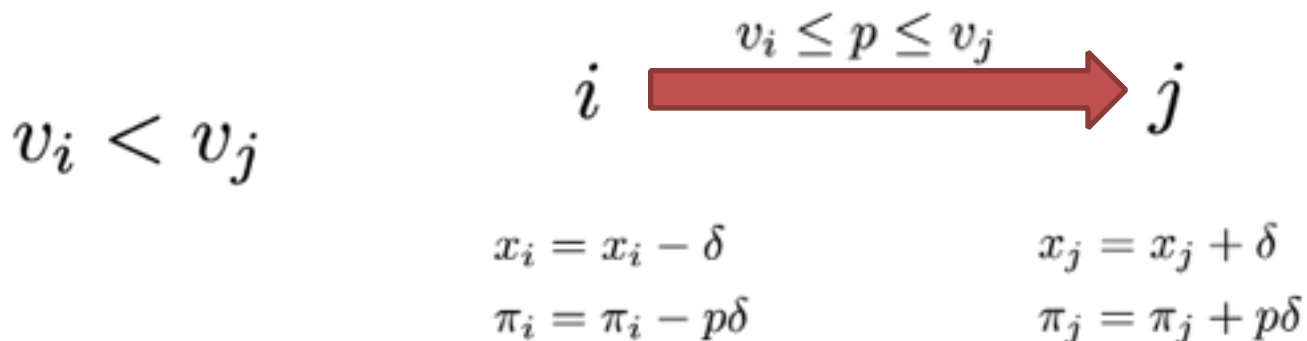 v_i ≤ p ≤ v_j
i j
v_i < v_j
x_i = x_i − δ x_j = x_j + δ
π_i = π_i − pδ π_j = π_j + pδ